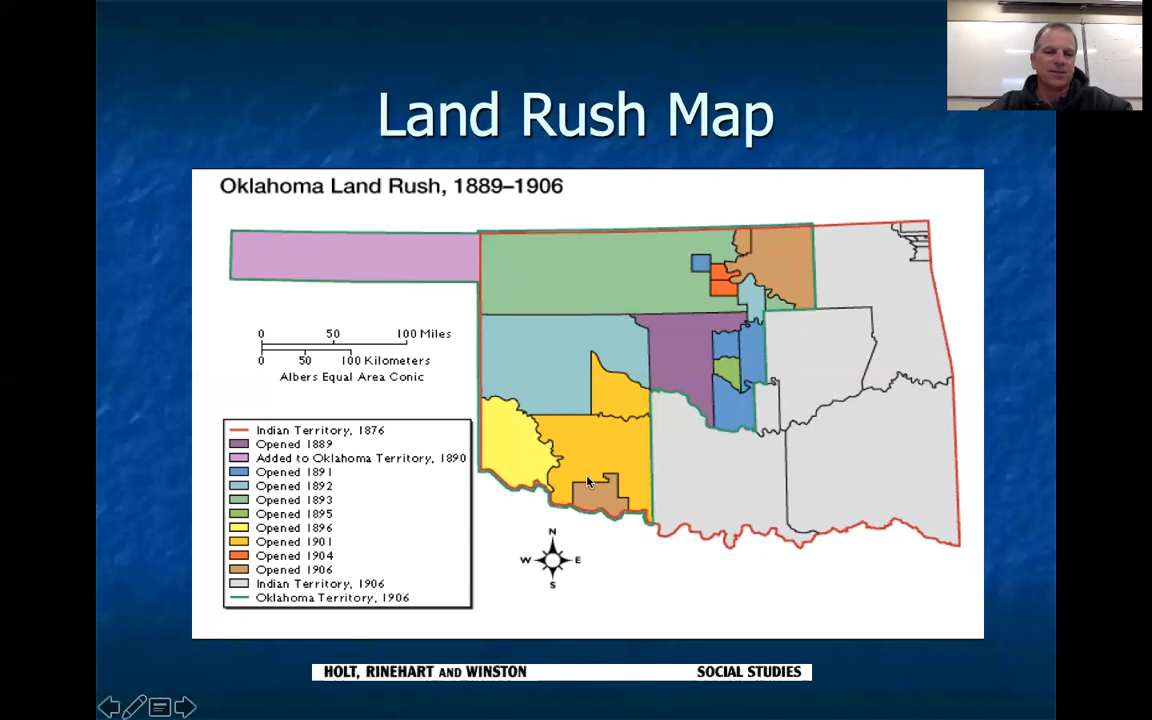 Land Rush Map
Oklahoma Land Rush, 1889–1906
0 50 100 Miles
0 50 100 Kilometers
Albers Equal Area Conic
Indian Territory, 1876
Opened 1889
Added to Oklahoma Territory, 1890
Opened 1891
Opened 1892
Opened 1893
Opened 1895
Opened 1896
Opened 1901
Opened 1904
Opened 1906
Indian Territory, 1906
Oklahoma Territory, 1906
N
W E
S
HOLT, RINEHART AND WINSTON SOCIAL STUDIES